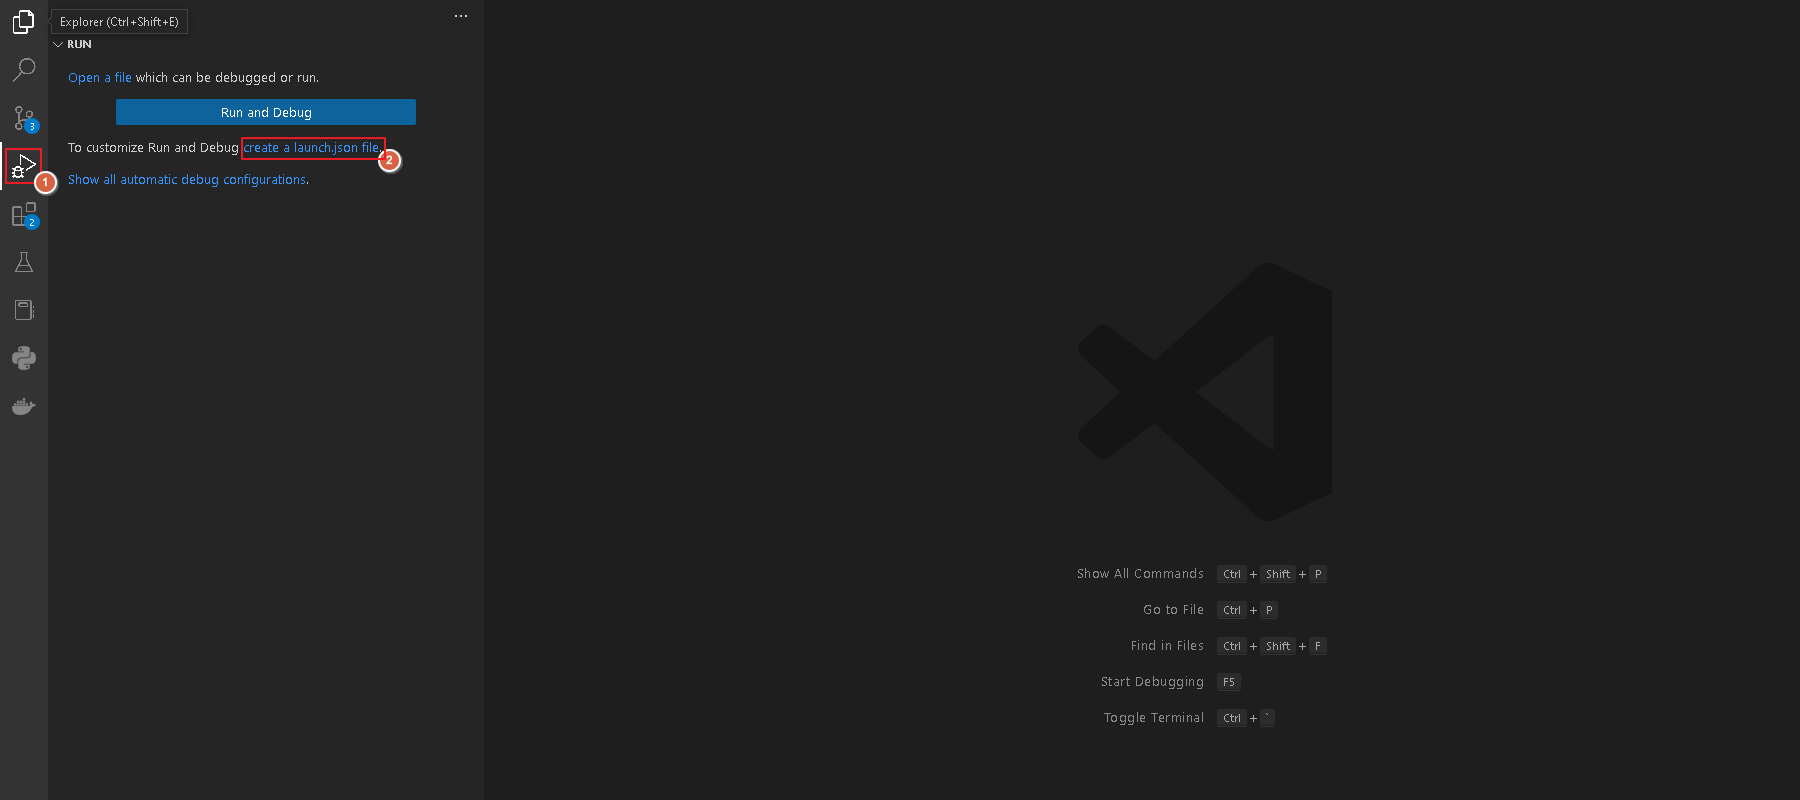 Explorer (Ctrl+Shift+E)
···
RUN
Open a file which can be debugged or run.
Run and Debug
To customize Run and Debug create a launch.json file.
2
Show all automatic debug configurations.
3
1
2
Show All Commands Ctrl + Shift + P
Go to File Ctrl + P
Find in Files Ctrl + Shift + F
Start Debugging F5
Toggle Terminal Ctrl + `